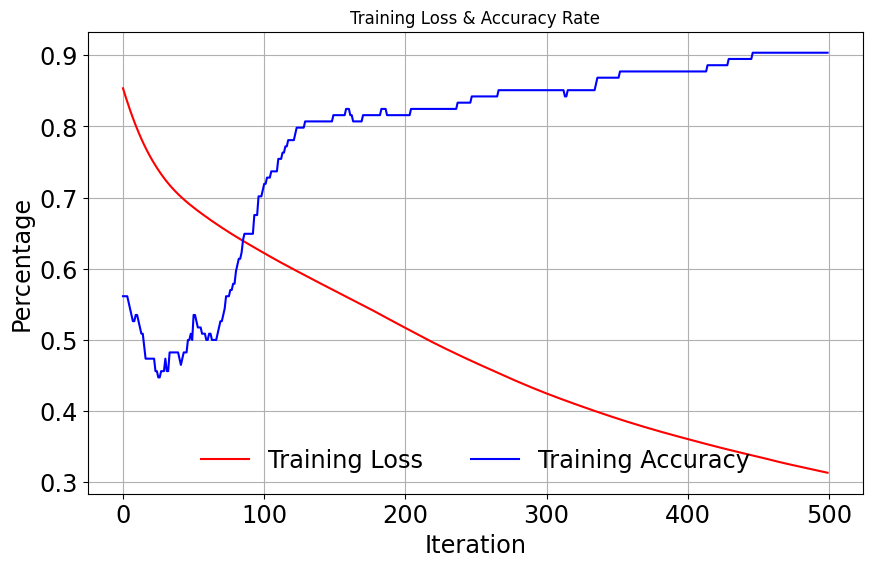 Training Loss & Accuracy Rate
0.9
0.8
0.7
0.6
0.5
0.4
0.3
Percentage
Training Loss Training Accuracy
0 100 200 300 400 500
Iteration